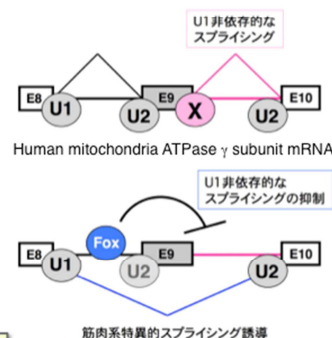 U1非依存的な
スプライシング
E8
U1
U2
E9
X
U2
E10
Human mitochondria ATPase γ subunit mRNA
U1非依存的な
スプライシングの抑制
E8
U1
Fox
U2
E9
U2
E10
筋肉系特異的スプライシング誘導